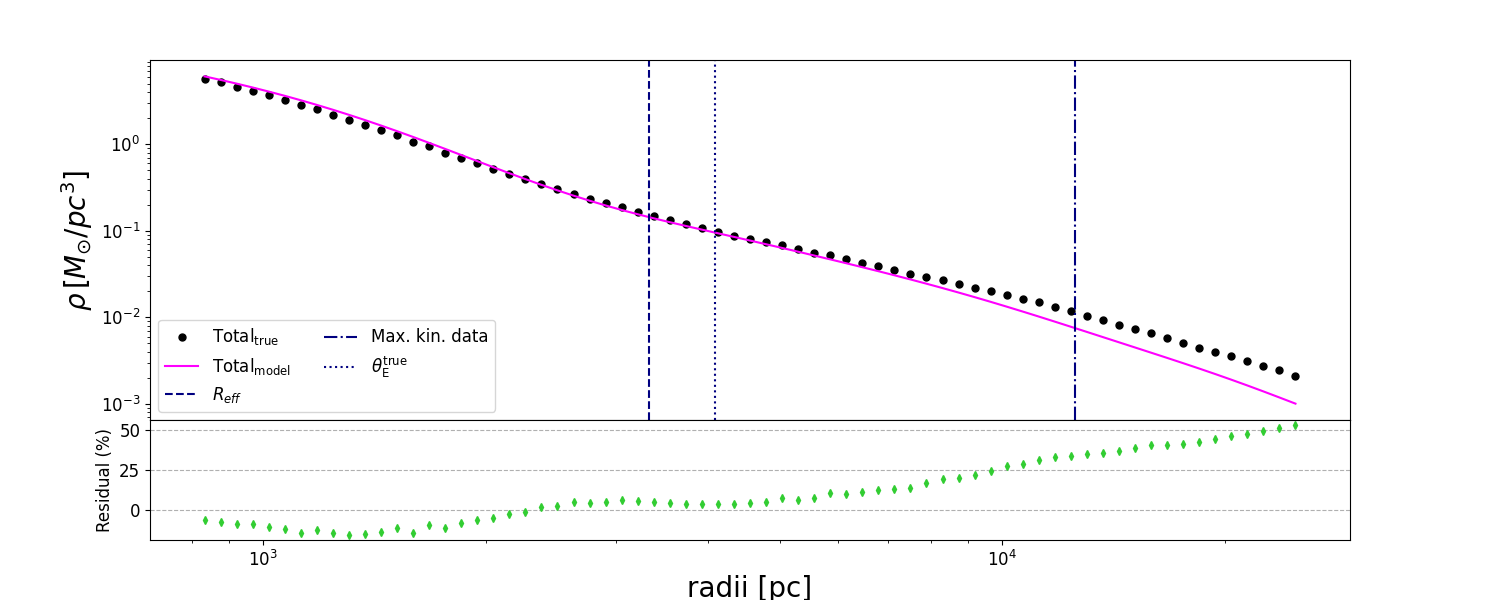 ρ [M⊙/pc³]
10⁰
10⁻¹
10⁻²
10⁻³
Total_true
Total_model
R_eff
Max. kin. data
θ_E^true
Residual (%)
50
25
0
10³
10⁴
radii [pc]